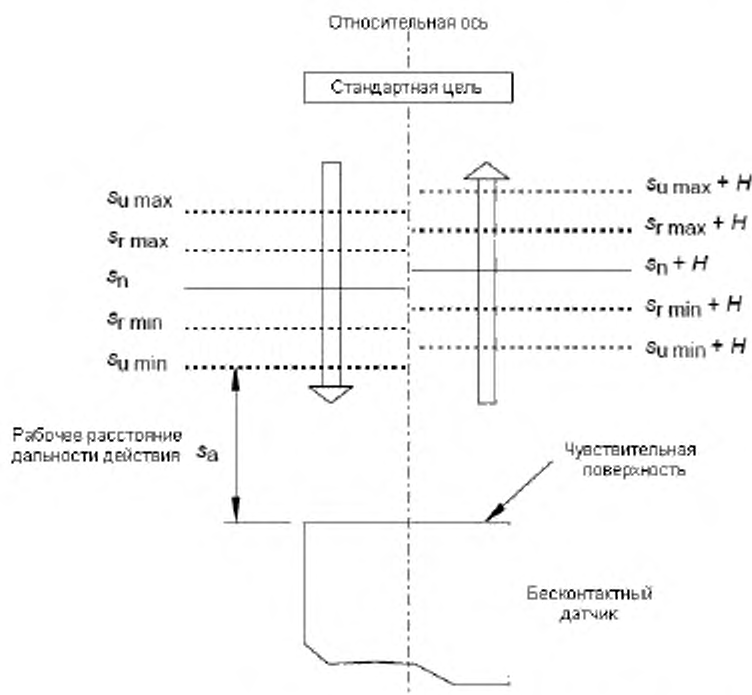 Относительная ось
Стандартная цель
su max
sr max
sn
sr min
su min
su max + H
sr max + H
sn + H
sr min + H
su min + H
Рабочее расстояние
дальности действия sa
Чувствительная
поверхность
Бесконтактный
датчик